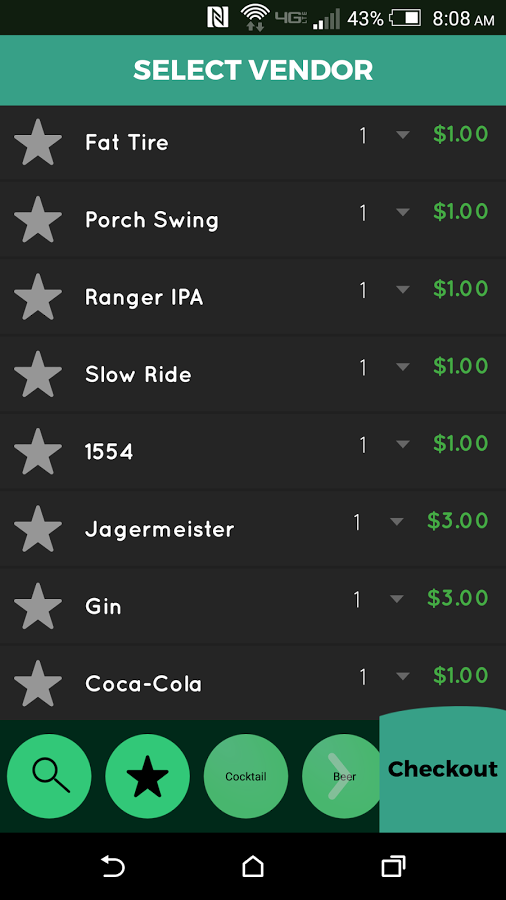 4G LTE 43% 8:08 AM
SELECT VENDOR
Fat Tire 1 $1.00
Porch Swing 1 $1.00
Ranger IPA 1 $1.00
Slow Ride 1 $1.00
1554 1 $1.00
Jagermeister 1 $3.00
Gin 1 $3.00
Coca-Cola 1 $1.00
Cocktail Beer Checkout